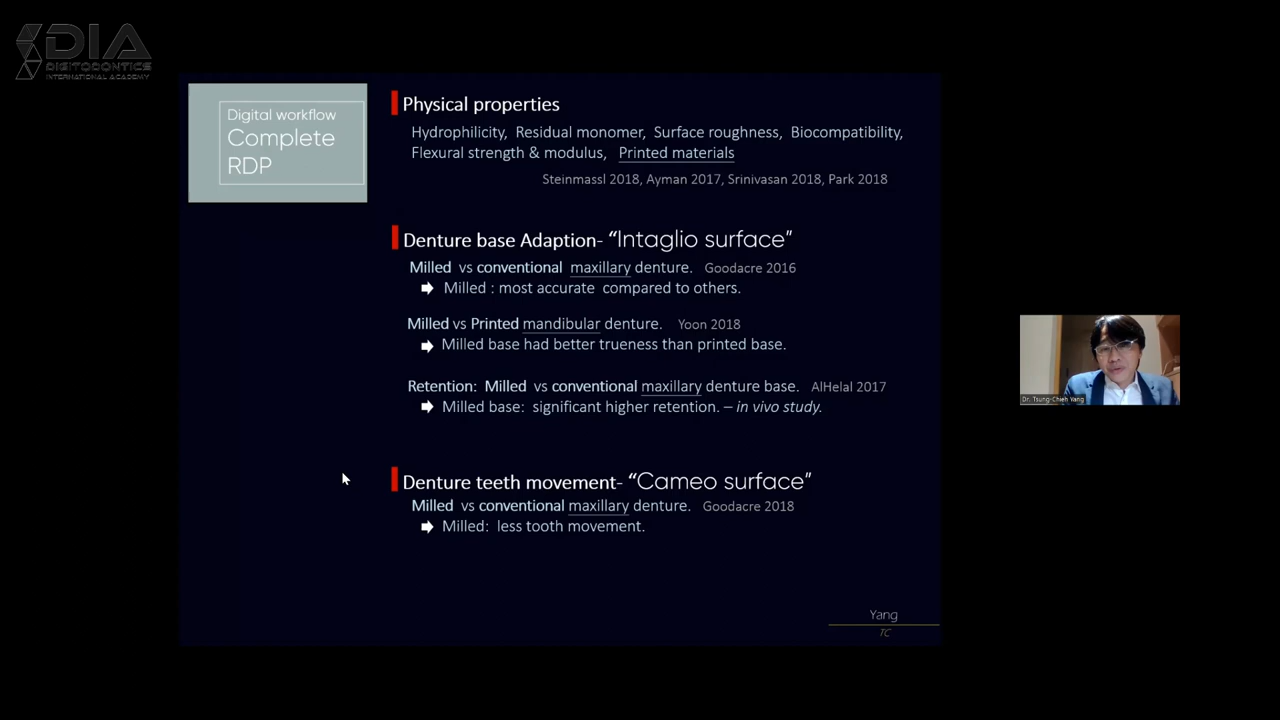 DIA
DIGITODONTICS
INTERNATIONAL ACADEMY
Digital workflow
Complete
RDP
Physical properties
Hydrophilicity, Residual monomer, Surface roughness, Biocompatibility,
Flexural strength & modulus, Printed materials
Steinmassl 2018, Ayman 2017, Srinivasan 2018, Park 2018
Denture base Adaption- “Intaglio surface”
Milled vs conventional maxillary denture. Goodacre 2016
Milled : most accurate compared to others.
Milled vs Printed mandibular denture. Yoon 2018
Milled base had better trueness than printed base.
Retention: Milled vs conventional maxillary denture base. AlHelal 2017
Milled base: significant higher retention. – in vivo study.
Denture teeth movement- “Cameo surface”
Milled vs conventional maxillary denture. Goodacre 2018
Milled: less tooth movement.
Yang
TC
Dr. Tsung-Chieh Yang